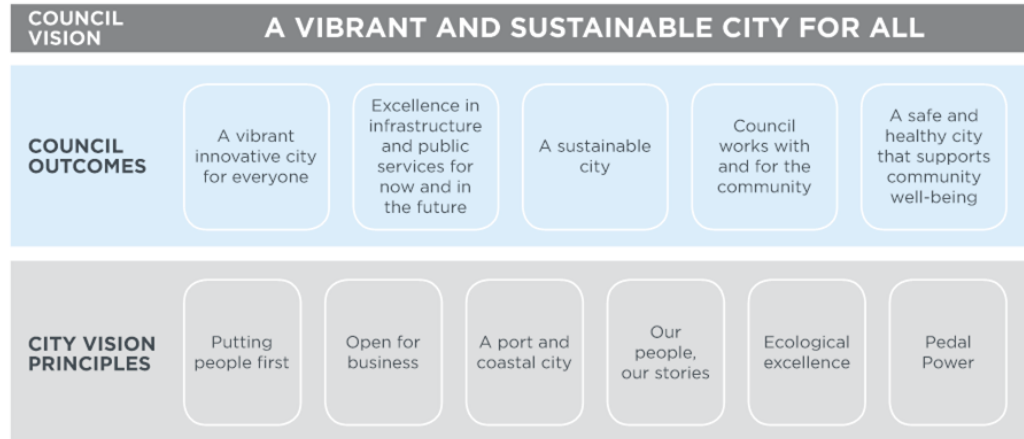 COUNCIL
VISION
A VIBRANT AND SUSTAINABLE CITY FOR ALL
COUNCIL
OUTCOMES
A vibrant
innovative city
for everyone
Excellence in
infrastructure
and public
services for
now and in
the future
A sustainable
city
Council
works with
and for the
community
A safe and
healthy city
that supports
community
well-being
CITY VISION
PRINCIPLES
Putting
people first
Open for
business
A port and
coastal city
Our
people,
our stories
Ecological
excellence
Pedal
Power